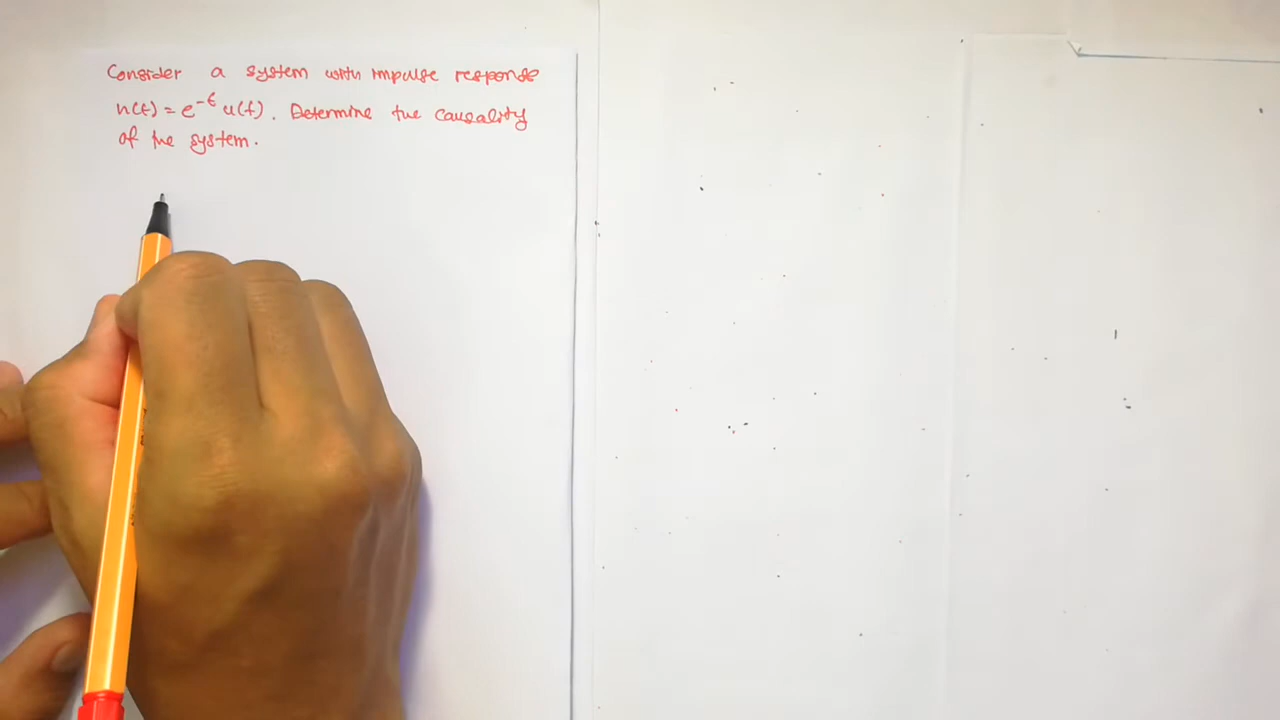 Consider a system with impulse response
h(t) = e^-t u(t). Determine the causality
of the system.